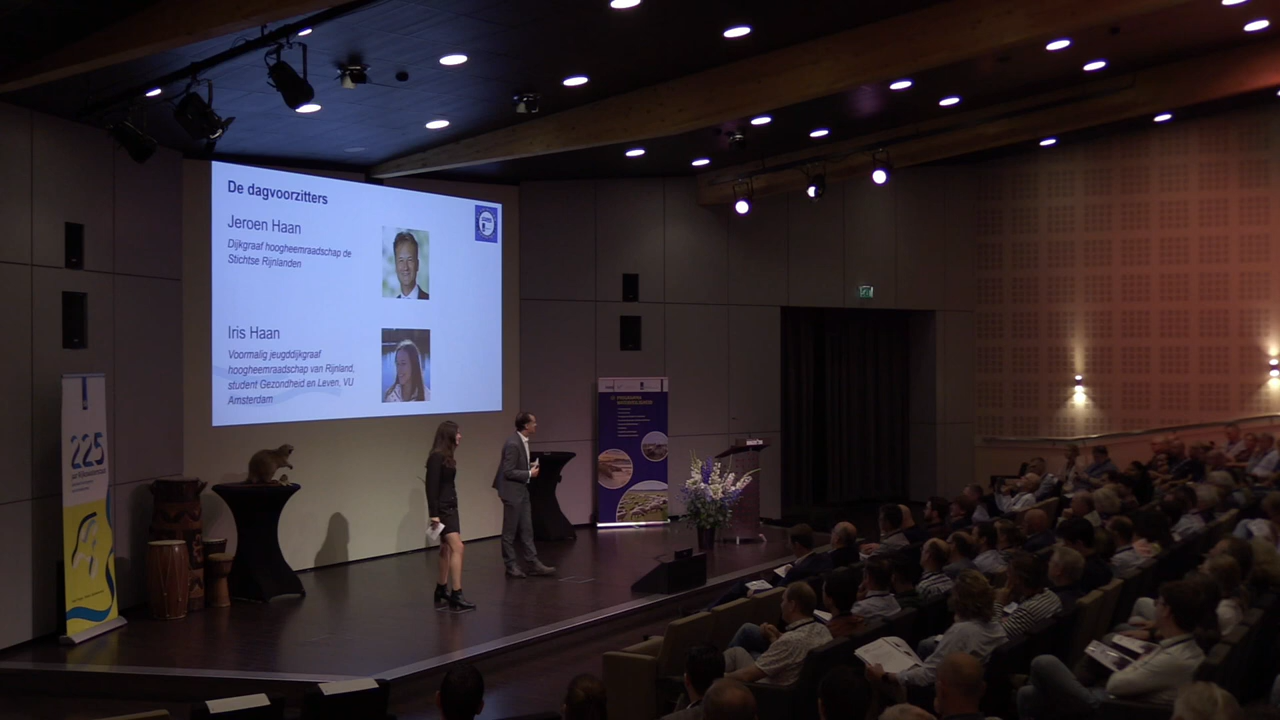 De dagvoorzitters
Jeroen Haan
Dijkgraaf hoogheemraadschap de
Stichtse Rijnlanden
Iris Haan
Voormalig jeugddijkgraaf
hoogheemraadschap van Rijnland,
student Gezondheid en Leven, VU
Amsterdam
225